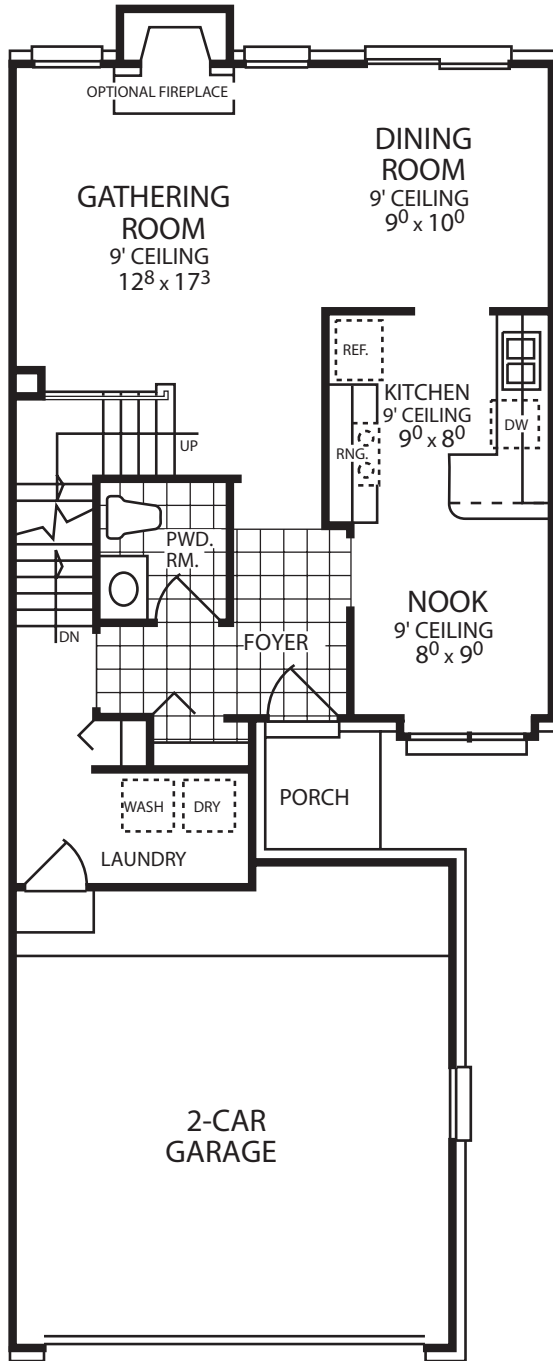 OPTIONAL FIREPLACE
DINING
ROOM
9' CEILING
9⁰ x 10⁰
GATHERING
ROOM
9' CEILING
12⁸ x 17³
REF.
KITCHEN
9' CEILING
9⁰ x 8⁰
DW
RNG.
UP
PWD.
RM.
NOOK
9' CEILING
8⁰ x 9⁰
FOYER
DN
PORCH
WASH
DRY
LAUNDRY
2-CAR
GARAGE